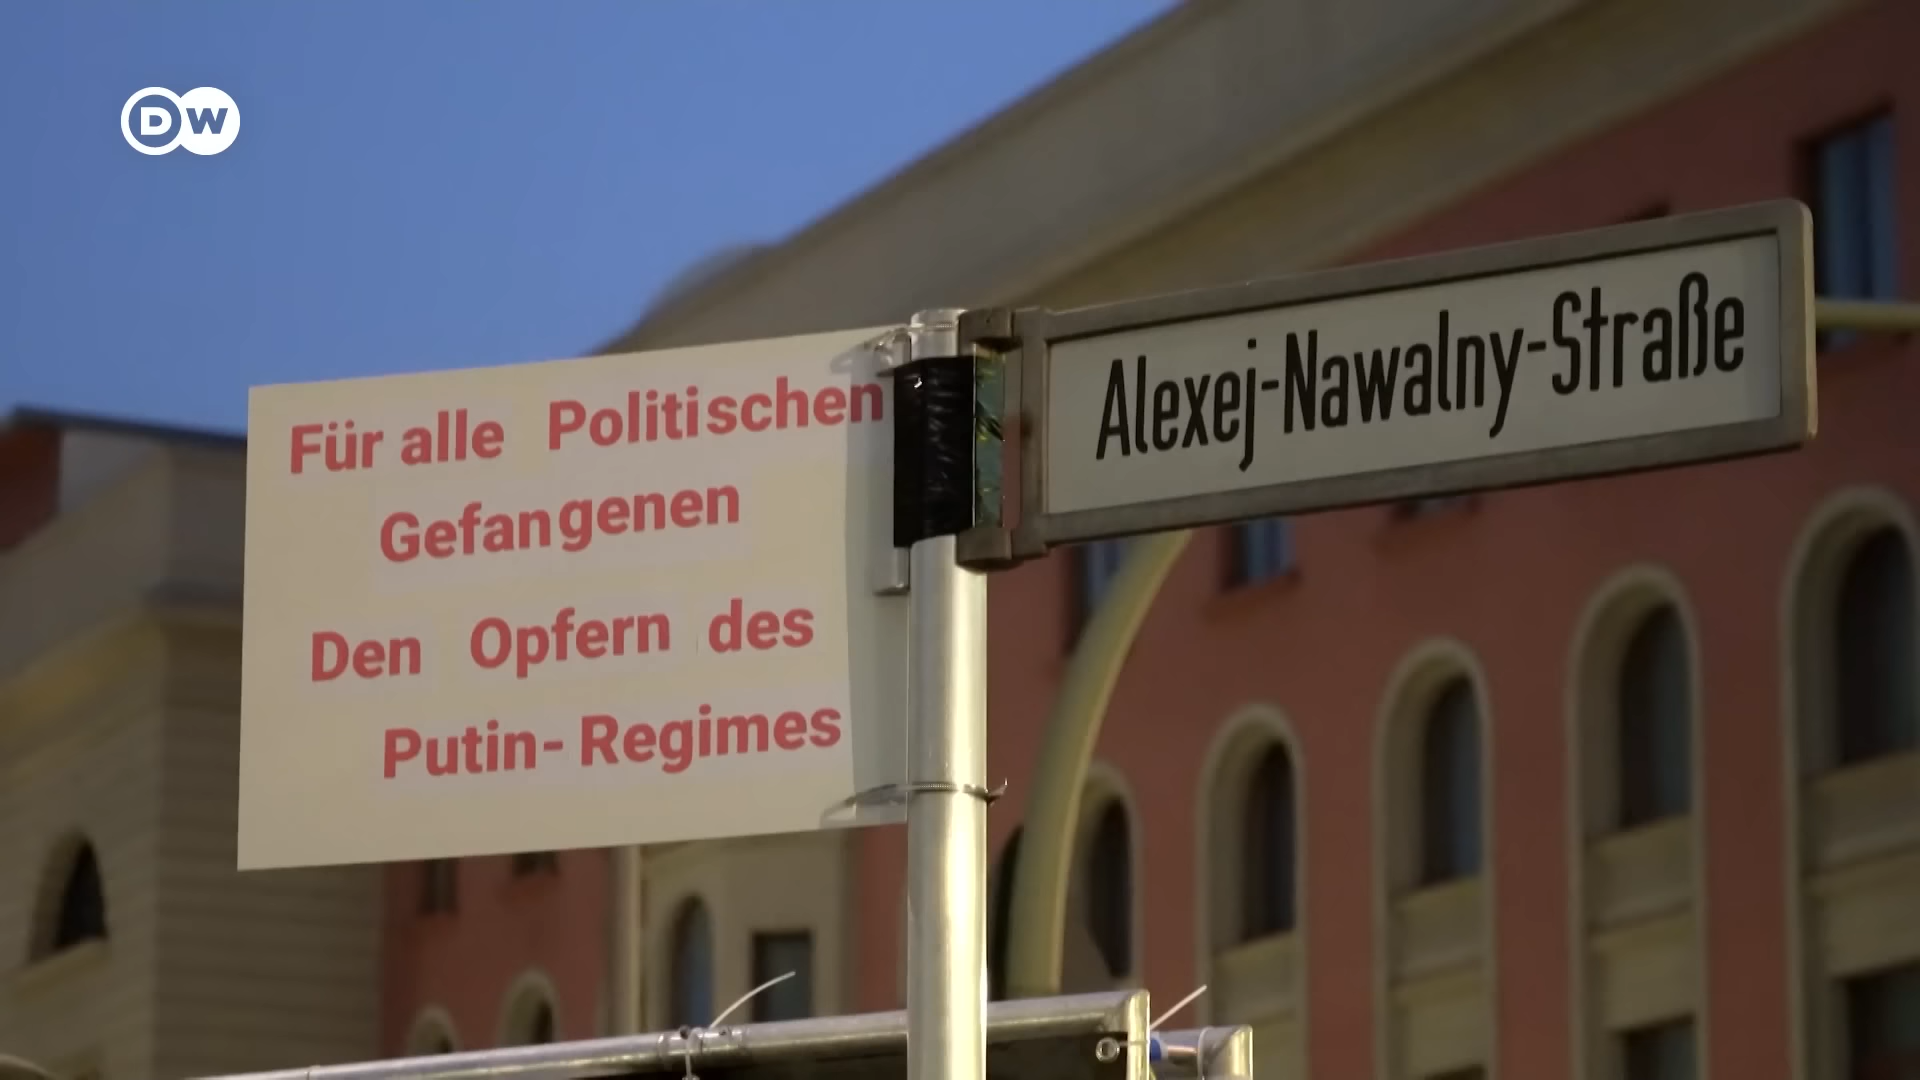 DW
Für alle Politischen
Gefangenen
Den Opfern des
Putin-Regimes
Alexej-Nawalny-Straße